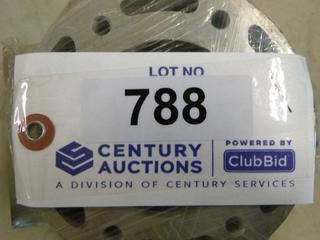 LOT NO
788
CENTURY
AUCTIONS
POWERED BY
ClubBid
A DIVISION OF CENTURY SERVICES